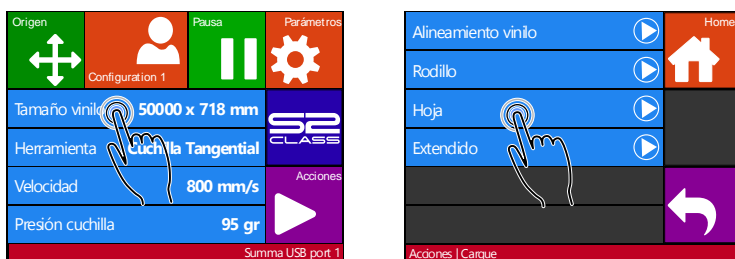 Origen
Configuration 1
Pausa
Parámetros
Tamaño vinilo 50000 x 718 mm
Herramienta Cuchilla Tangential
Velocidad 800 mm/s
Presión cuchilla 95 gr
S2
CLASS
Acciones
Summa USB port 1
Alineamiento vinilo
Rodillo
Hoja
Extendido
Home
Acciones | Cargue